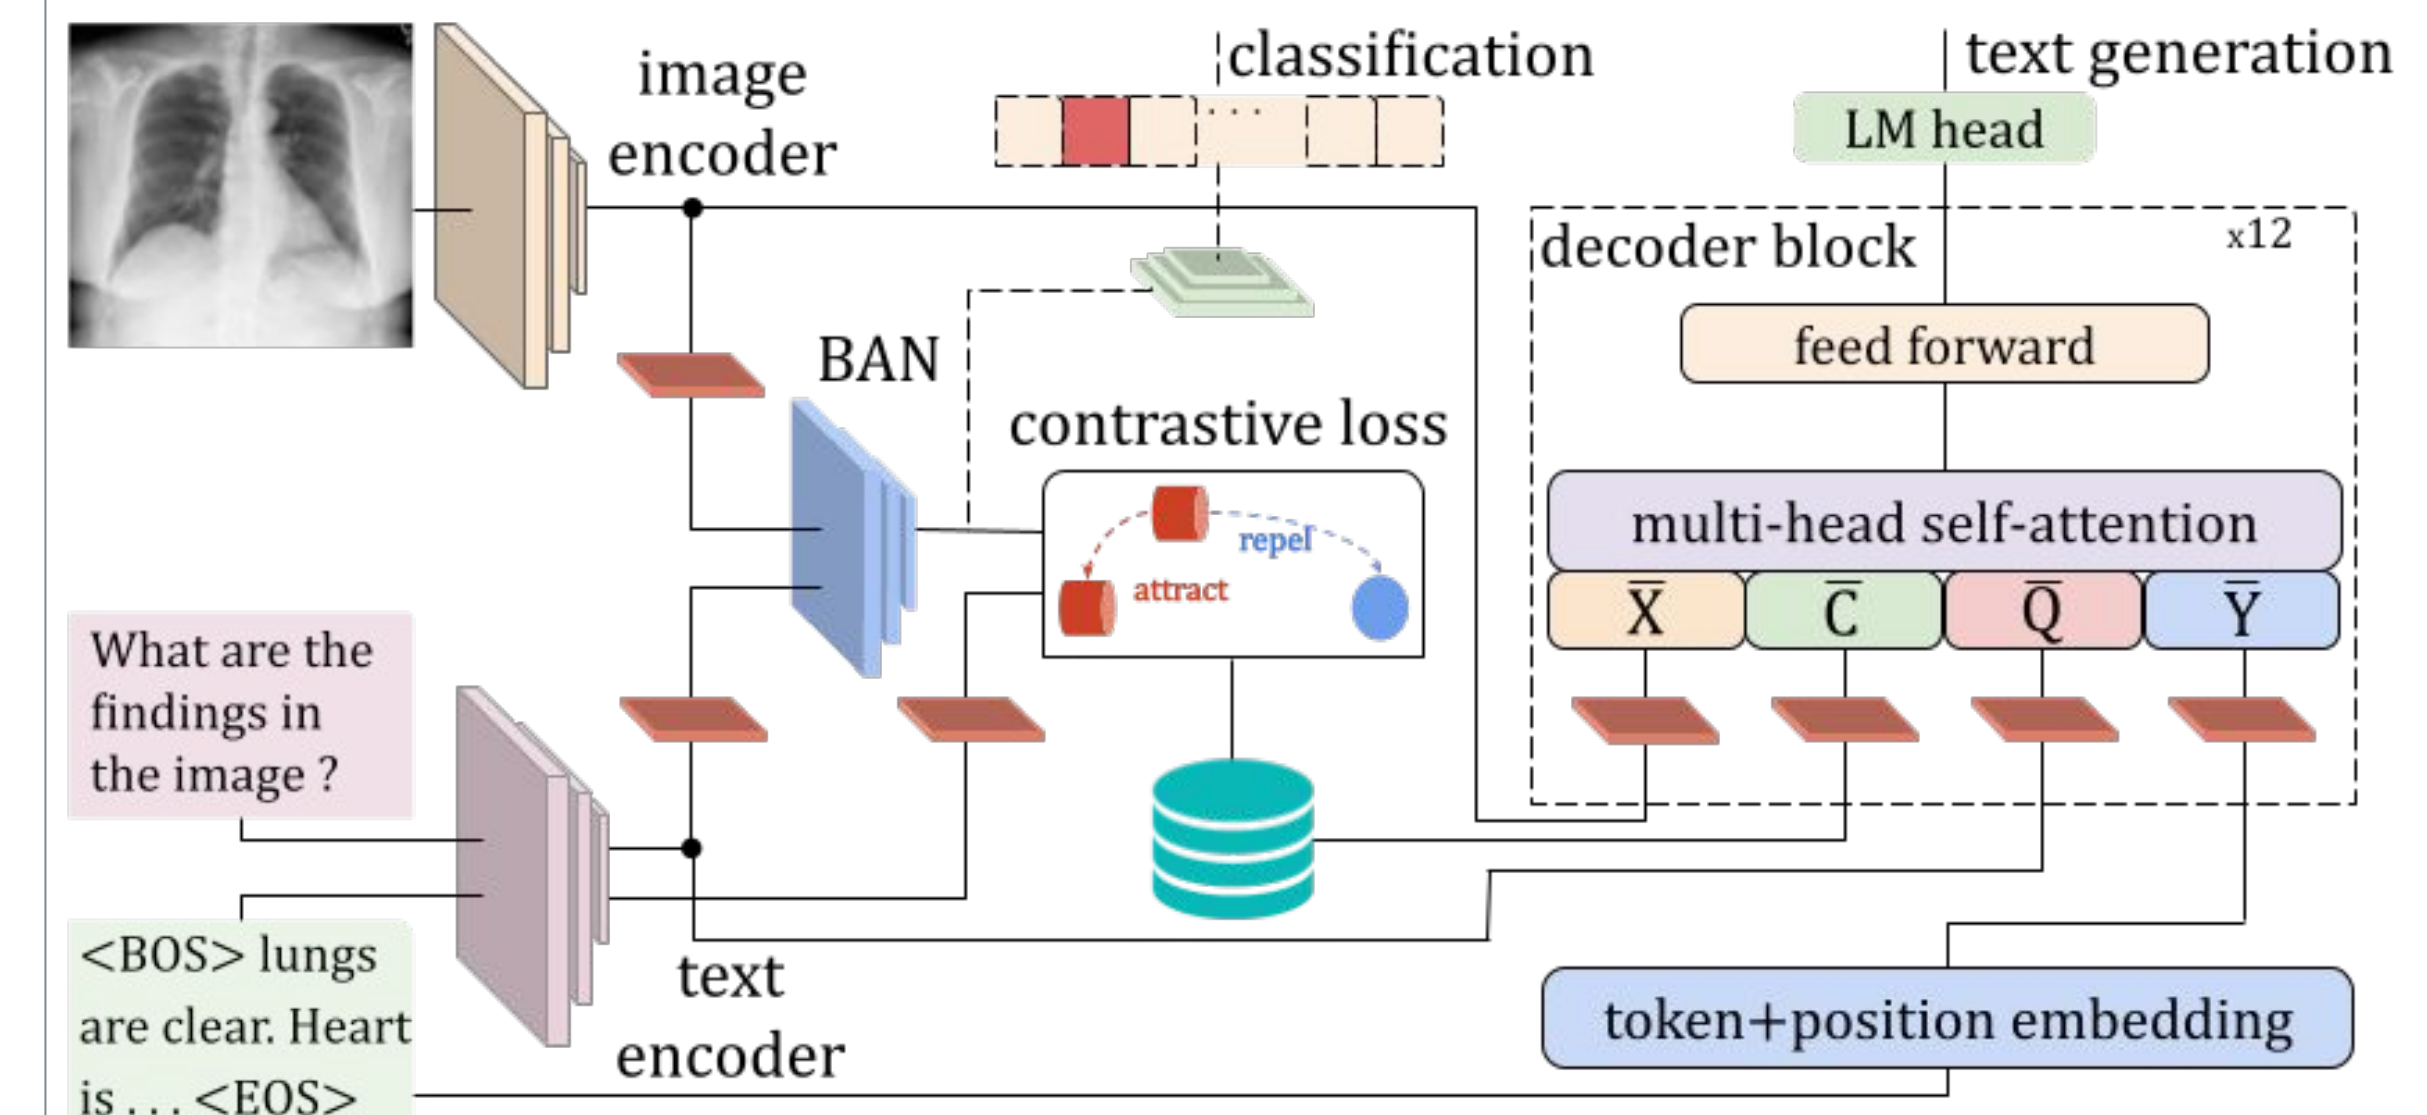 image
encoder
classification
. . .
text generation
LM head
decoder block
x12
feed forward
BAN
contrastive loss
repel
attract
multi-head self-attention
X̅ C̅ Q̅ Y̅
What are the
findings in
the image ?
<BOS> lungs
are clear. Heart
is . . . <EOS>
text
encoder
token+position embedding